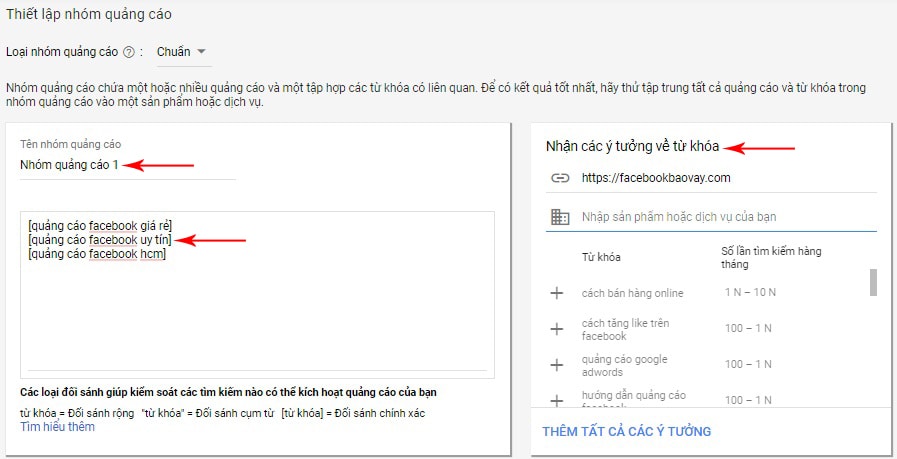 Thiết lập nhóm quảng cáo
Loại nhóm quảng cáo ? : Chuẩn
Nhóm quảng cáo chứa một hoặc nhiều quảng cáo và một tập hợp các từ khóa có liên quan. Để có kết quả tốt nhất, hãy thử tập trung tất cả quảng cáo và từ khóa trong
nhóm quảng cáo vào một sản phẩm hoặc dịch vụ.
Tên nhóm quảng cáo
Nhóm quảng cáo 1
[quảng cáo facebook giá rẻ]
[quảng cáo facebook uy tín]
[quảng cáo facebook hcm]
Các loại đối sánh giúp kiểm soát các tìm kiếm nào có thể kích hoạt quảng cáo của bạn
từ khóa = Đối sánh rộng "từ khóa" = Đối sánh cụm từ [từ khóa] = Đối sánh chính xác
Tìm hiểu thêm
Nhận các ý tưởng về từ khóa
https://facebookbaovay.com
Nhập sản phẩm hoặc dịch vụ của bạn
Từ khóa
Số lần tìm kiếm hàng
tháng
cách bán hàng online 1 N – 10 N
cách tăng like trên
facebook
100 – 1 N
quảng cáo google
adwords
100 – 1 N
hướng dẫn quảng cáo
facebook
100 – 1 N
THÊM TẤT CẢ CÁC Ý TƯỞNG